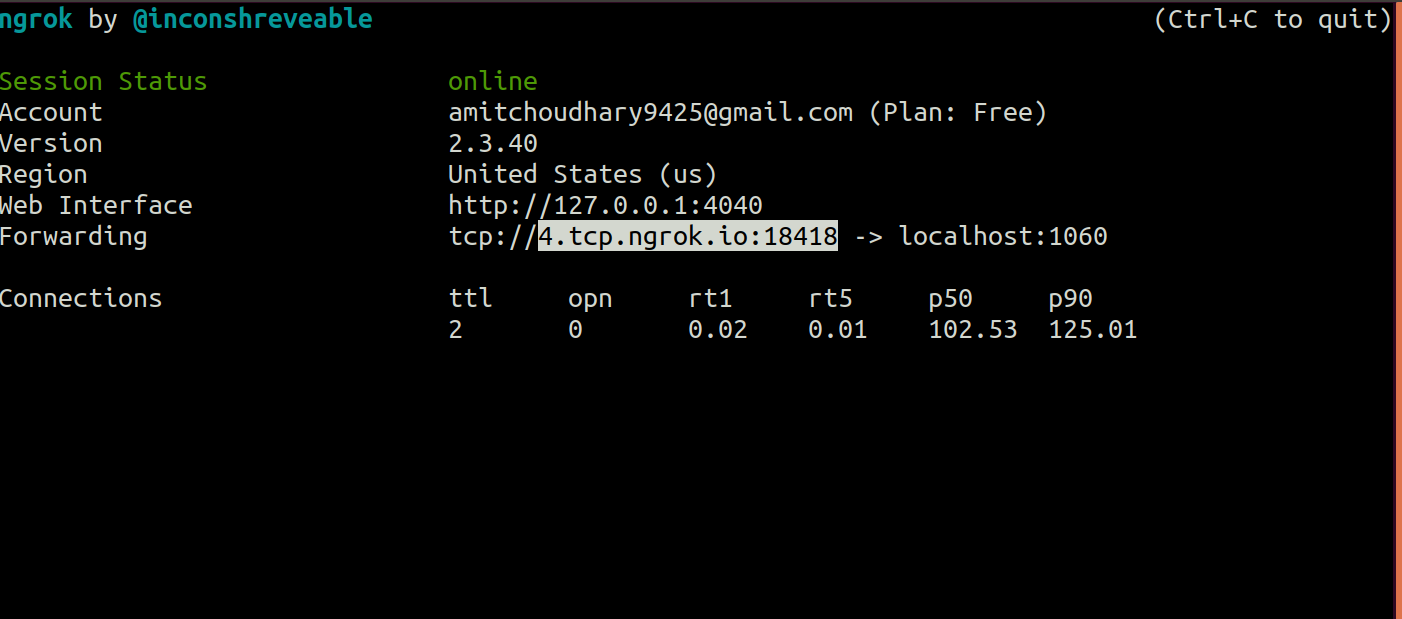 ngrok by @inconshreveable (Ctrl+C to quit)
Session Status online
Account amitchoudhary9425@gmail.com (Plan: Free)
Version 2.3.40
Region United States (us)
Web Interface http://127.0.0.1:4040
Forwarding tcp://4.tcp.ngrok.io:18418 -> localhost:1060
Connections ttl opn rt1 rt5 p50 p90
2 0 0.02 0.01 102.53 125.01